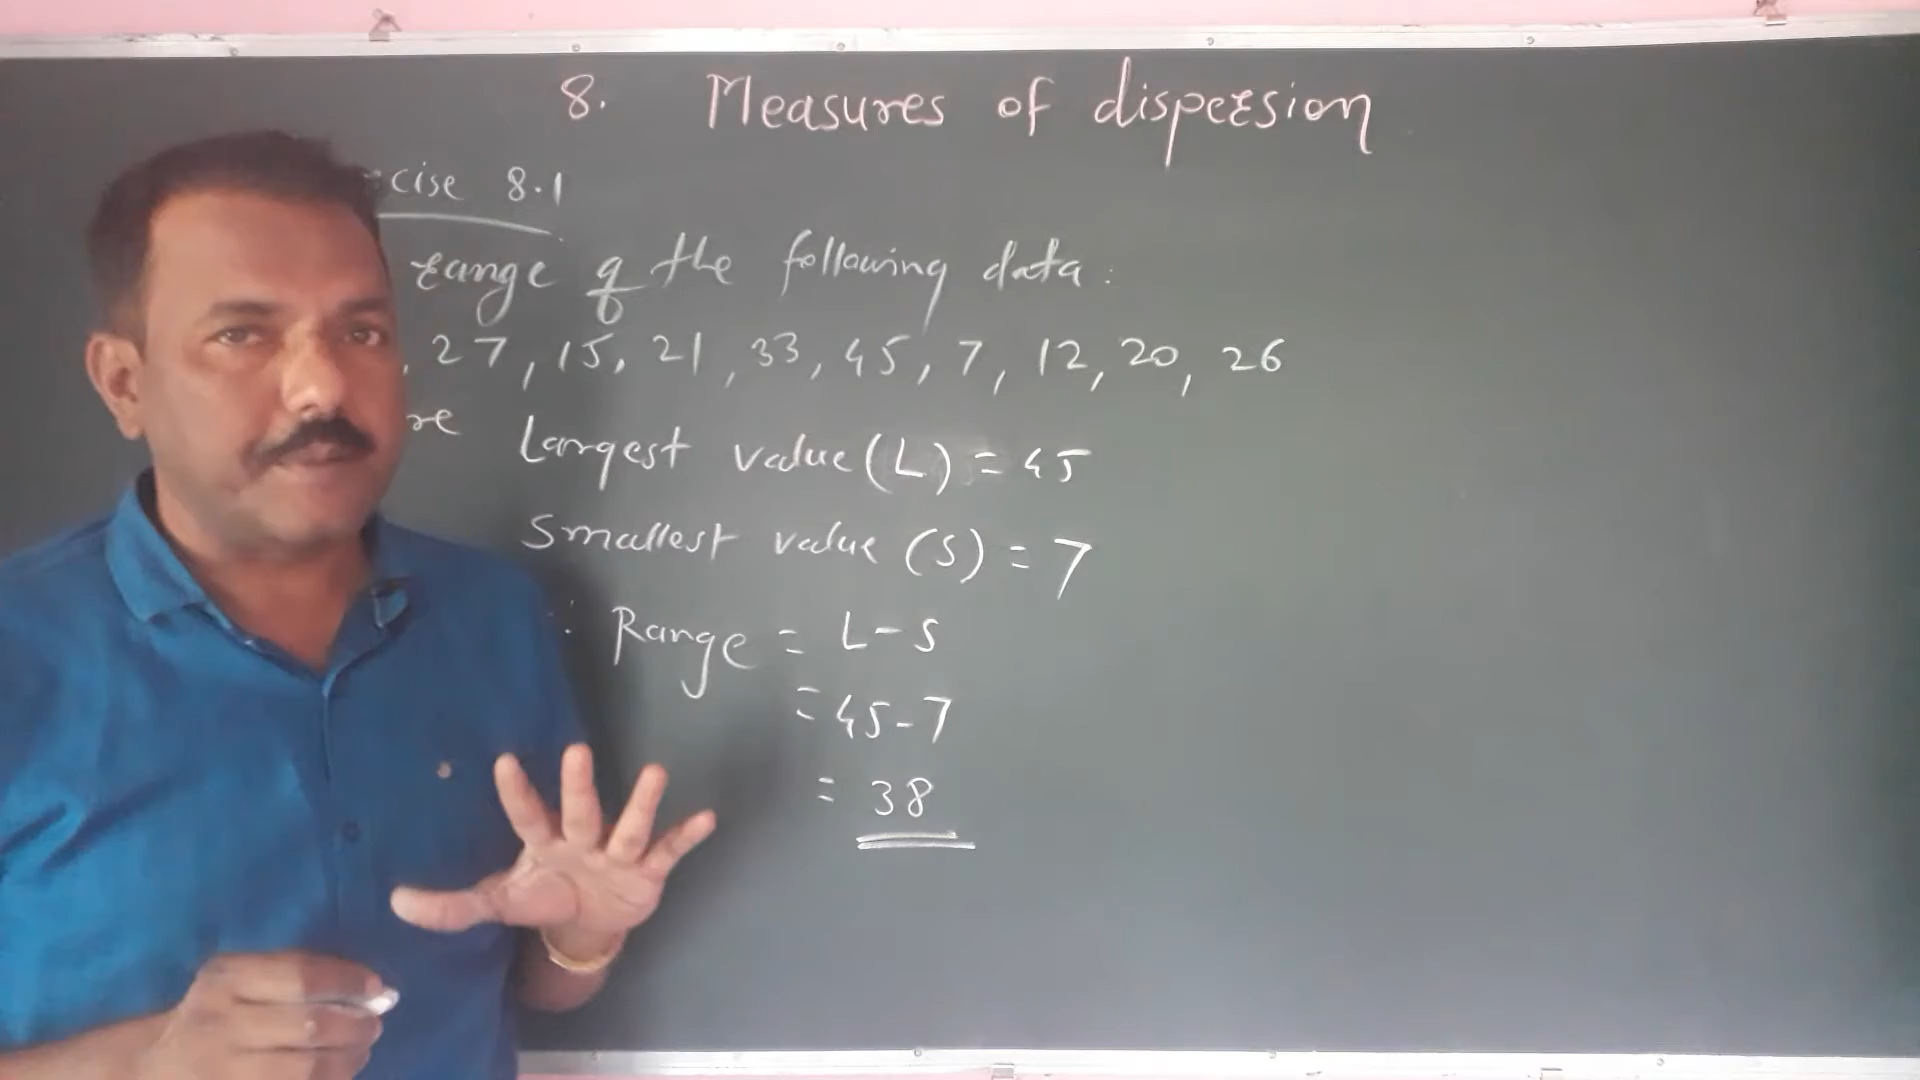 8. Measures of dispersion
cise 8.1
range of the following data:
, 27, 15, 21, 33, 45, 7, 12, 20, 26
re Largest value (L) = 45
Smallest value (S) = 7
∴ Range = L - S
= 45 - 7
= 38